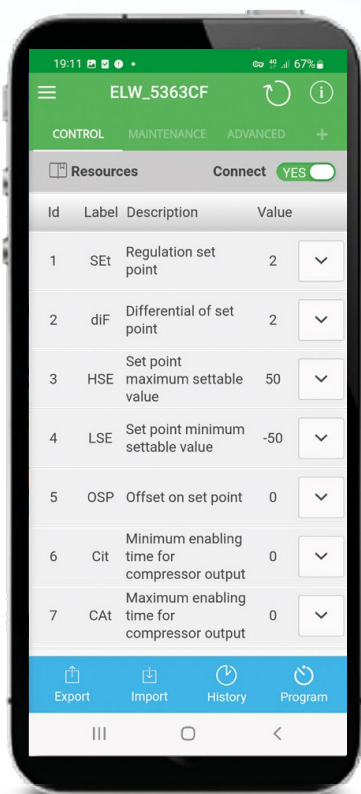 19:11 67%
ELW_5363CF
CONTROL MAINTENANCE ADVANCED +
Resources Connect YES
Id Label Description Value
1 SEt Regulation set 2
point
2 diF Differential of set 2
point
Set point
3 HSE maximum settable 50
value
4 LSE Set point minimum -50
settable value
5 OSP Offset on set point 0
Minimum enabling
6 Cit time for 0
compressor output
Maximum enabling
7 CAt time for 0
compressor output
Export Import History Program